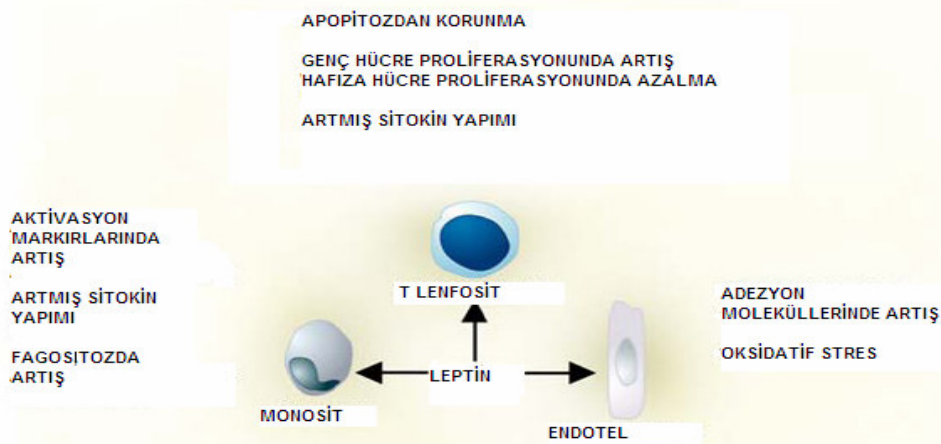 APOPİTOZDAN KORUNMA
GENÇ HÜCRE PROLİFERASYONUNDA ARTIŞ
HAFIZA HÜCRE PROLİFERASYONUNDA AZALMA
ARTMIŞ SİTOKİN YAPIMI
AKTİVASYON
MARKIRLARINDA
ARTIŞ
ARTMIŞ SİTOKİN
YAPIMI
FAGOSITOZDA
ARTIŞ
T LENFOSİT
ADEZYON
MOLEKÜLLERİNDE ARTIŞ
OKSİDATİF STRES
LEPTİN
MONOSİT
ENDOTEL